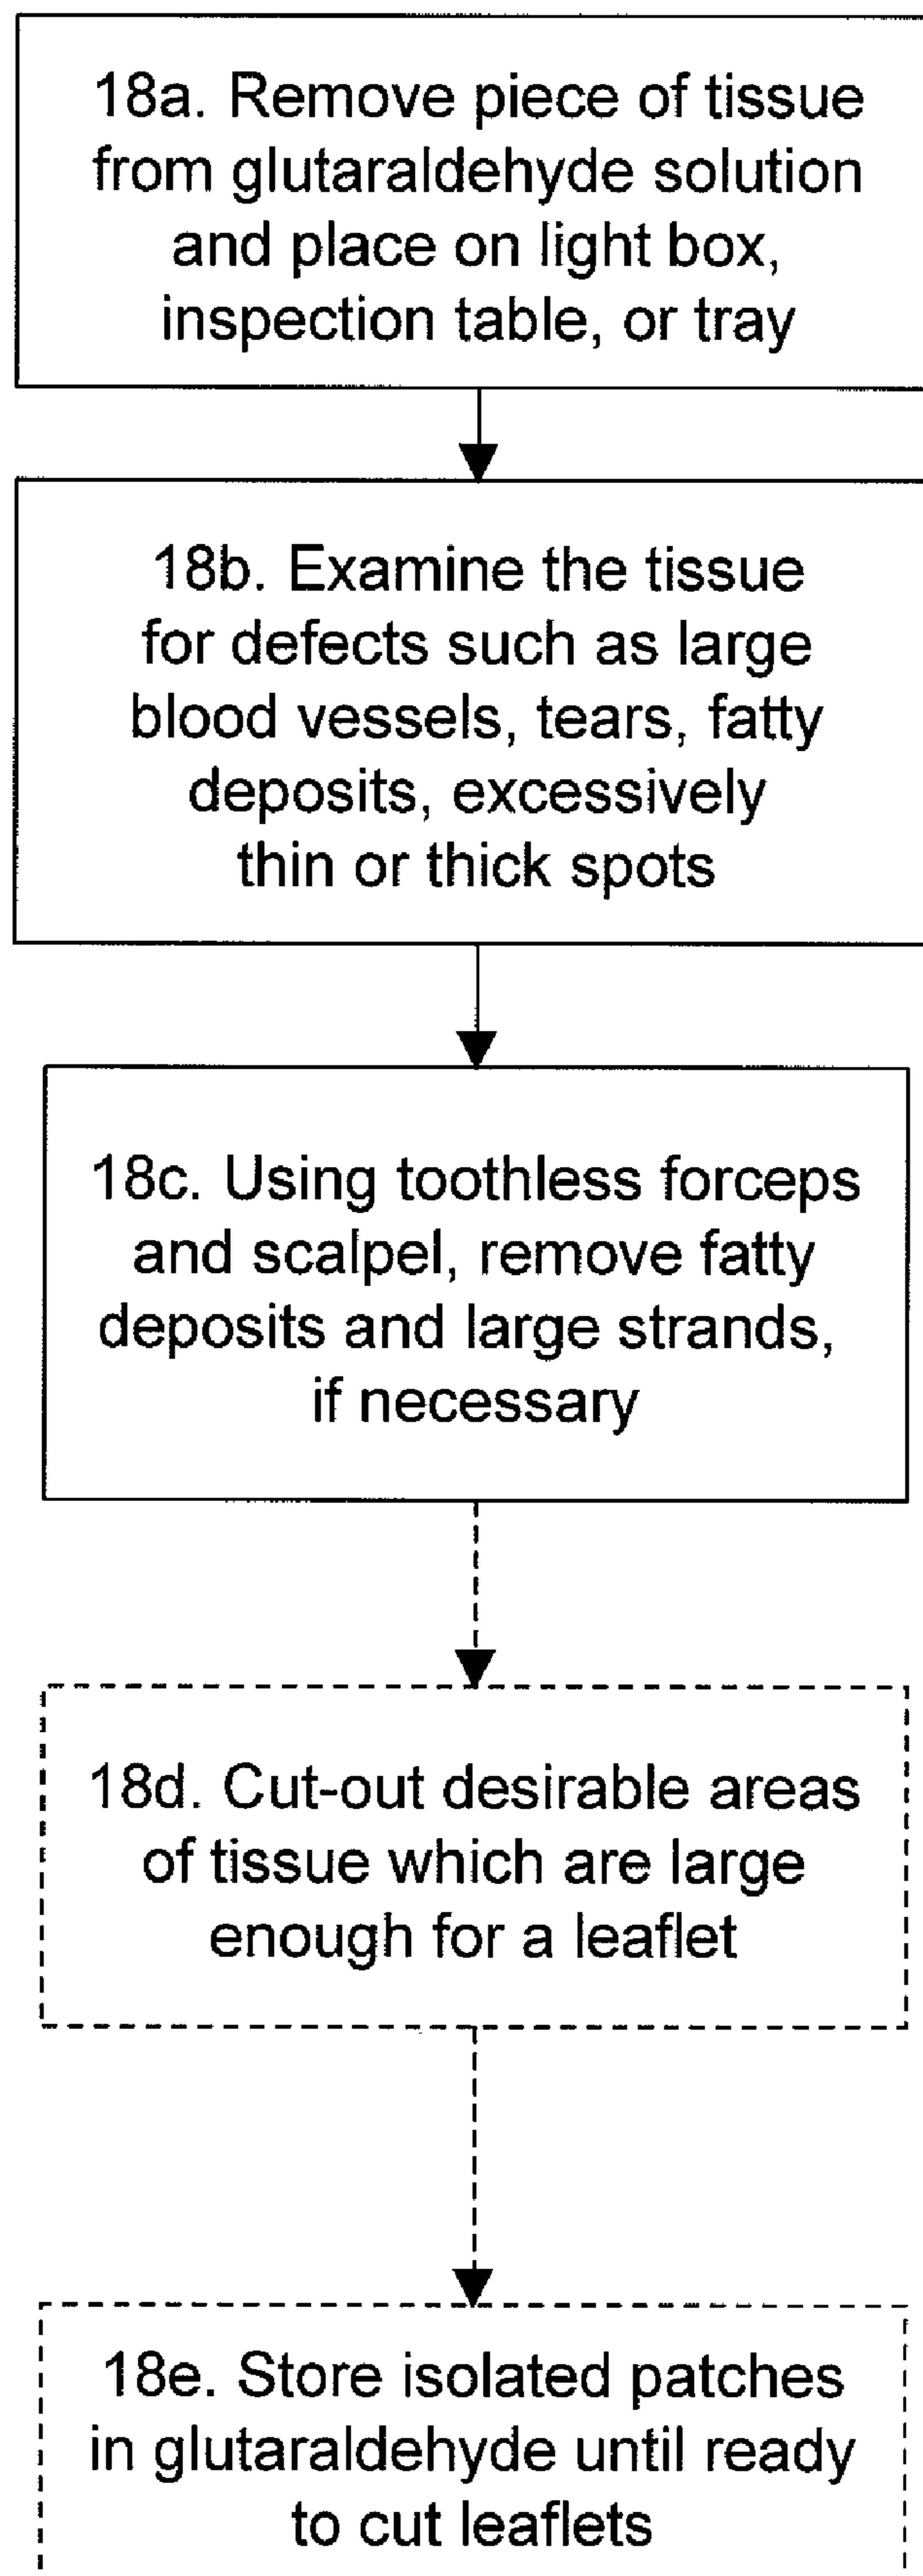 18a. Remove piece of tissue
from glutaraldehyde solution
and place on light box,
inspection table, or tray
18b. Examine the tissue
for defects such as large
blood vessels, tears, fatty
deposits, excessively
thin or thick spots
18c. Using toothless forceps
and scalpel, remove fatty
deposits and large strands,
if necessary
18d. Cut-out desirable areas
of tissue which are large
enough for a leaflet
18e. Store isolated patches
in glutaraldehyde until ready
to cut leaflets